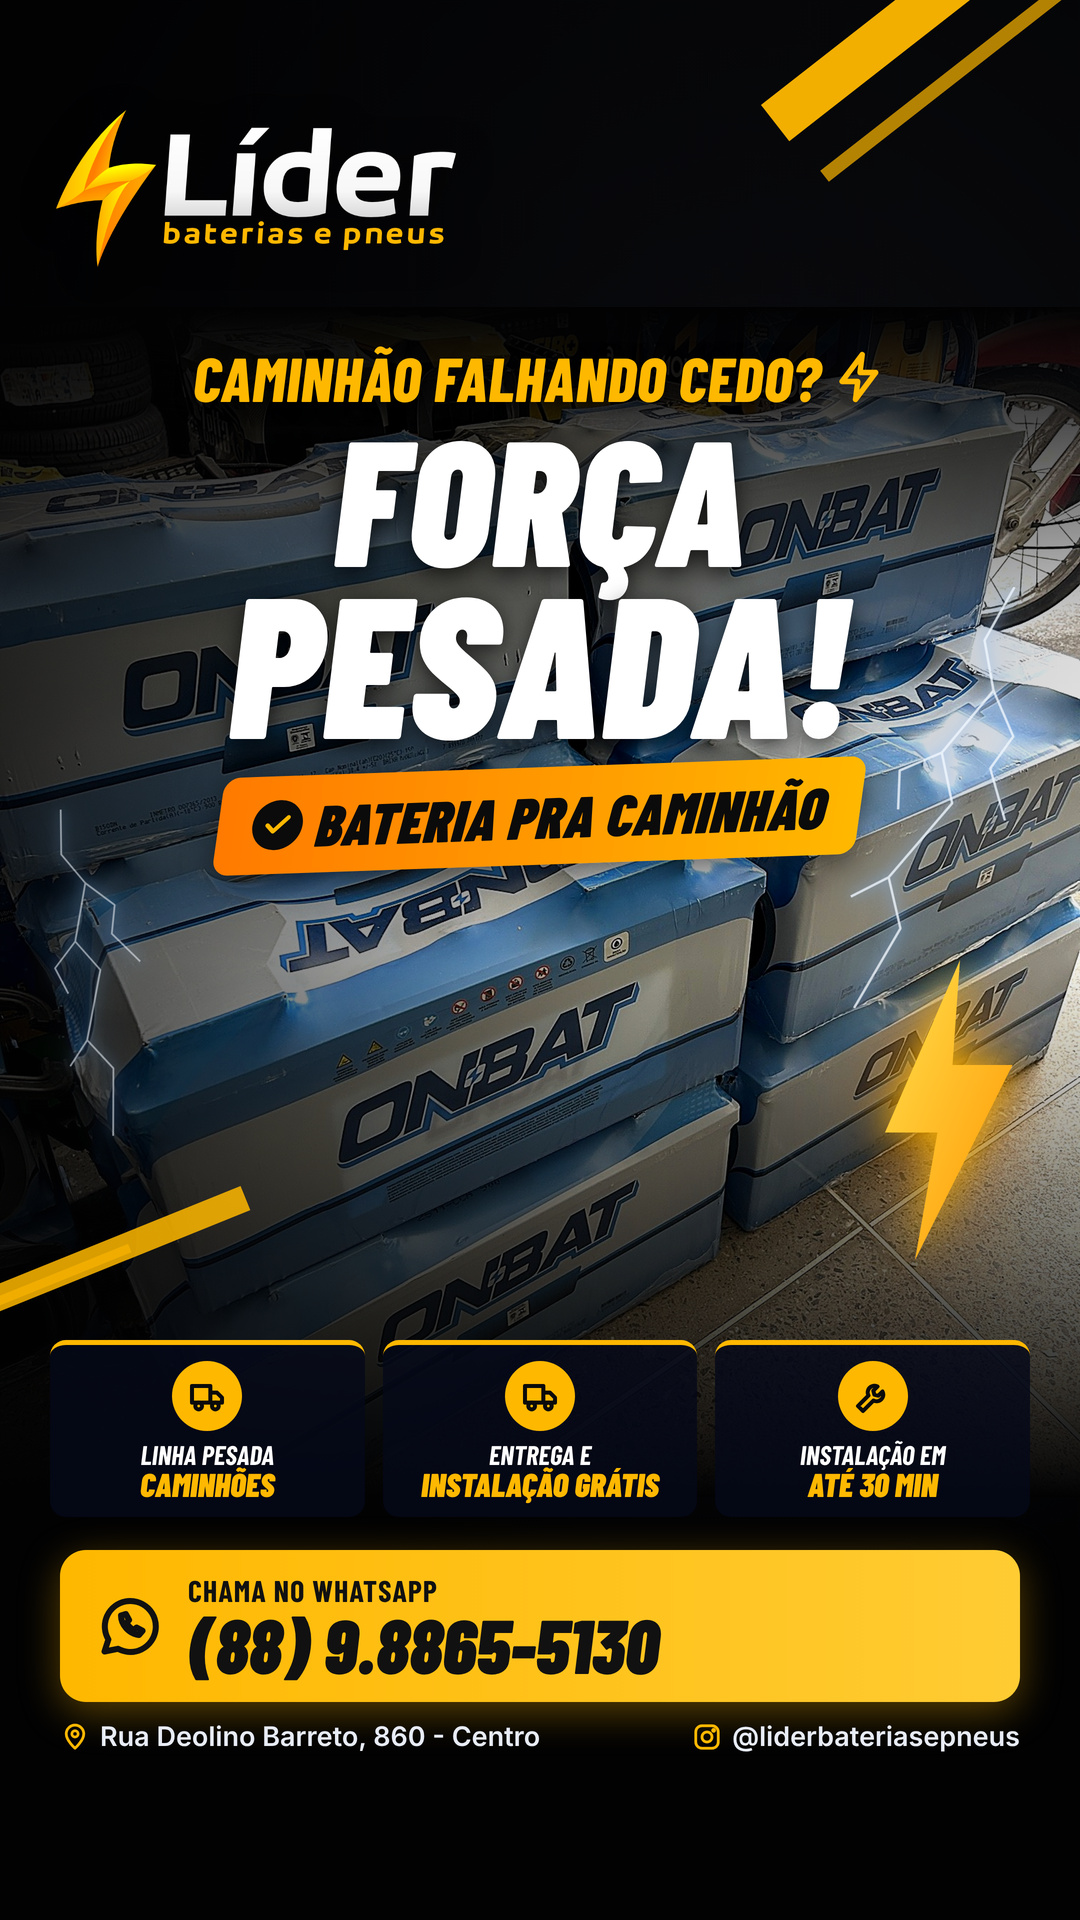 Líder
baterias e pneus
CAMINHÃO FALHANDO CEDO?
FORÇA
PESADA!
BATERIA PRA CAMINHÃO
ONBAT
ONBAT
ONBAT
ONBAT
ONBAT
ONBAT
LINHA PESADA
CAMINHÕES
ENTREGA E
INSTALAÇÃO GRÁTIS
INSTALAÇÃO EM
ATÉ 30 MIN
CHAMA NO WHATSAPP
(88) 9.8865-5130
Rua Deolino Barreto, 860 - Centro
@liderbateriasepneus